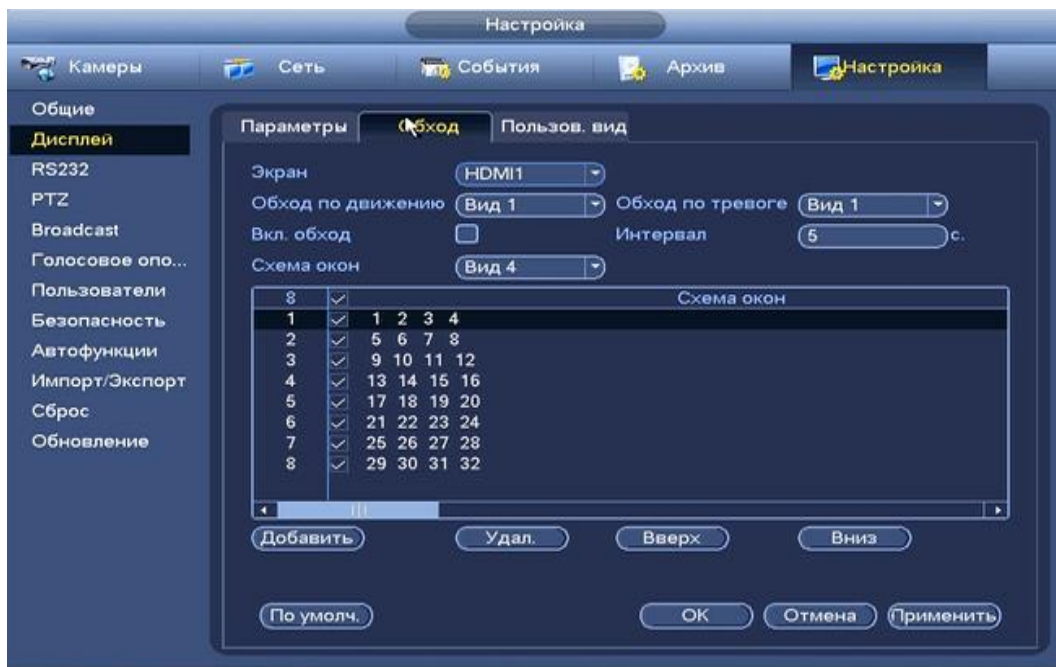 Настройка
Камеры Сеть События Архив Настройка
Общие
Дисплей
RS232
PTZ
Broadcast
Голосовое опо...
Пользователи
Безопасность
Автофункции
Импорт/Экспорт
Сброс
Обновление
Параметры Обход Пользов. вид
Экран HDMI1
Обход по движению Вид 1 Обход по тревоге Вид 1
Вкл. обход Интервал 5 с.
Схема окон Вид 4
8 Схема окон
1 1 2 3 4
2 5 6 7 8
3 9 10 11 12
4 13 14 15 16
5 17 18 19 20
6 21 22 23 24
7 25 26 27 28
8 29 30 31 32
Добавить Удал. Вверх Вниз
По умолч. OK Отмена Применить